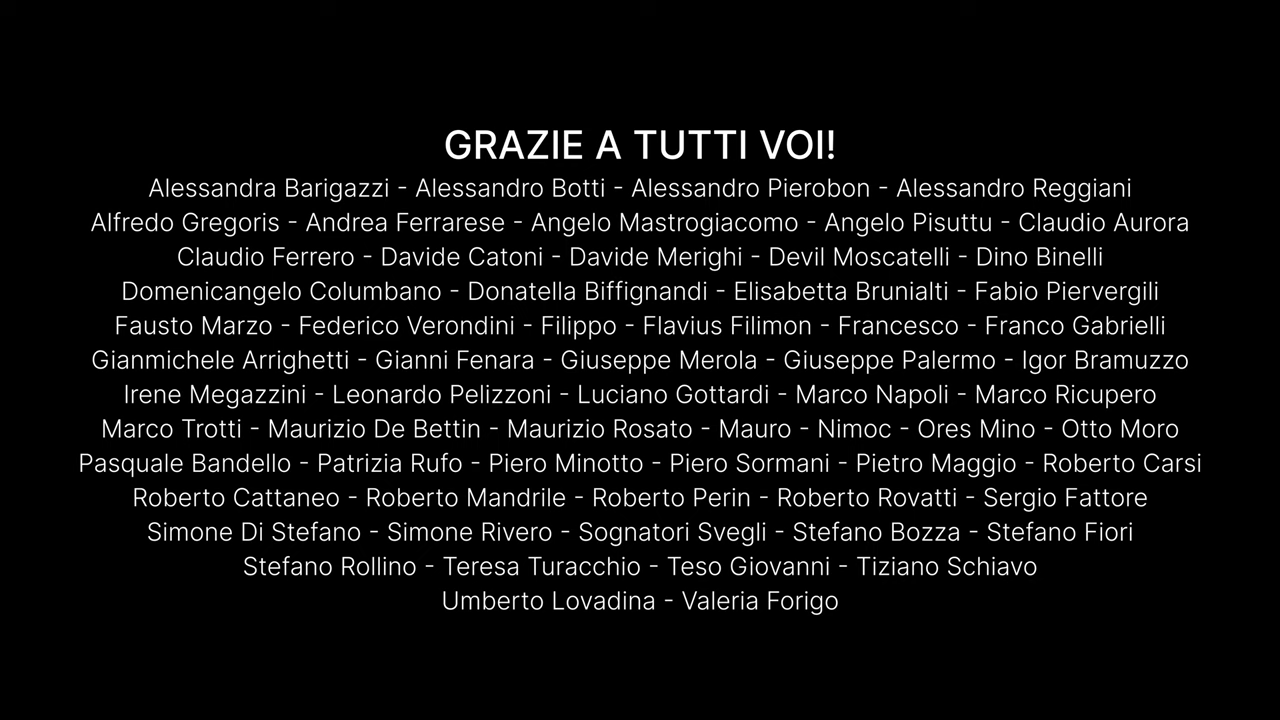 GRAZIE A TUTTI VOI!
Alessandra Barigazzi - Alessandro Botti - Alessandro Pierobon - Alessandro Reggiani
Alfredo Gregoris - Andrea Ferrarese - Angelo Mastrogiacomo - Angelo Pisuttu - Claudio Aurora
Claudio Ferrero - Davide Catoni - Davide Merighi - Devil Moscatelli - Dino Binelli
Domenicangelo Columbano - Donatella Biffignandi - Elisabetta Brunialti - Fabio Piervergili
Fausto Marzo - Federico Verondini - Filippo - Flavius Filimon - Francesco - Franco Gabrielli
Gianmichele Arrighetti - Gianni Fenara - Giuseppe Merola - Giuseppe Palermo - Igor Bramuzzo
Irene Megazzini - Leonardo Pelizzoni - Luciano Gottardi - Marco Napoli - Marco Ricupero
Marco Trotti - Maurizio De Bettin - Maurizio Rosato - Mauro - Nimoc - Ores Mino - Otto Moro
Pasquale Bandello - Patrizia Rufo - Piero Minotto - Piero Sormani - Pietro Maggio - Roberto Carsi
Roberto Cattaneo - Roberto Mandrile - Roberto Perin - Roberto Rovatti - Sergio Fattore
Simone Di Stefano - Simone Rivero - Sognatori Svegli - Stefano Bozza - Stefano Fiori
Stefano Rollino - Teresa Turacchio - Teso Giovanni - Tiziano Schiavo
Umberto Lovadina - Valeria Forigo